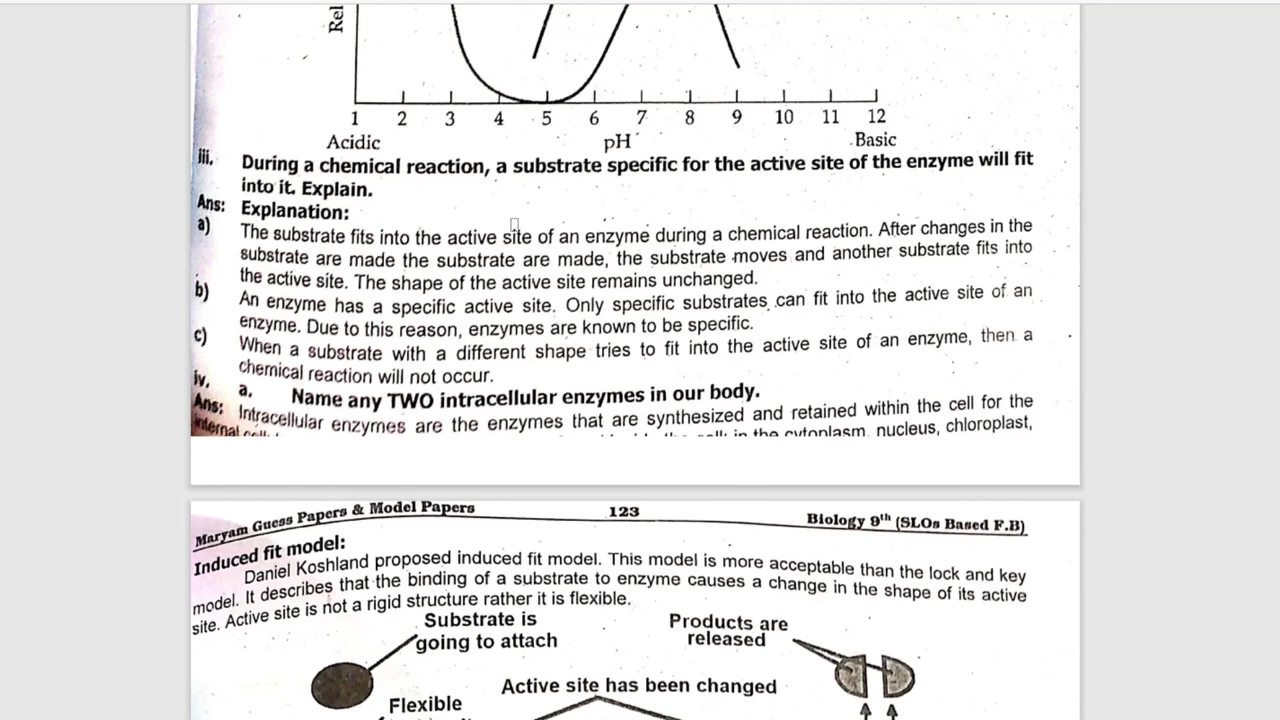 Rel
1 2 3 4 5 6 7 8 9 10 11 12
Acidic pH Basic
iii. During a chemical reaction, a substrate specific for the active site of the enzyme will fit
into it. Explain.
Ans: Explanation:
a) The substrate fits into the active site of an enzyme during a chemical reaction. After changes in the
substrate are made the substrate are made, the substrate moves and another substrate fits into
the active site. The shape of the active site remains unchanged.
b) An enzyme has a specific active site. Only specific substrates can fit into the active site of an
enzyme. Due to this reason, enzymes are known to be specific.
c) When a substrate with a different shape tries to fit into the active site of an enzyme, then a
chemical reaction will not occur.
iv. a. Name any TWO intracellular enzymes in our body.
Ans: Intracellular enzymes are the enzymes that are synthesized and retained within the cell for the
internal in the cytoplasm, nucleus, chloroplast,
Maryam Guess Papers & Model Papers 123 Biology 9th (SLOs Based F.B)
Induced fit model:
Daniel Koshland proposed induced fit model. This model is more acceptable than the lock and key
model. It describes that the binding of a substrate to enzyme causes a change in the shape of its active
site. Active site is not a rigid structure rather it is flexible.
Substrate is
going to attach
Products are
released
Active site has been changed
Flexible